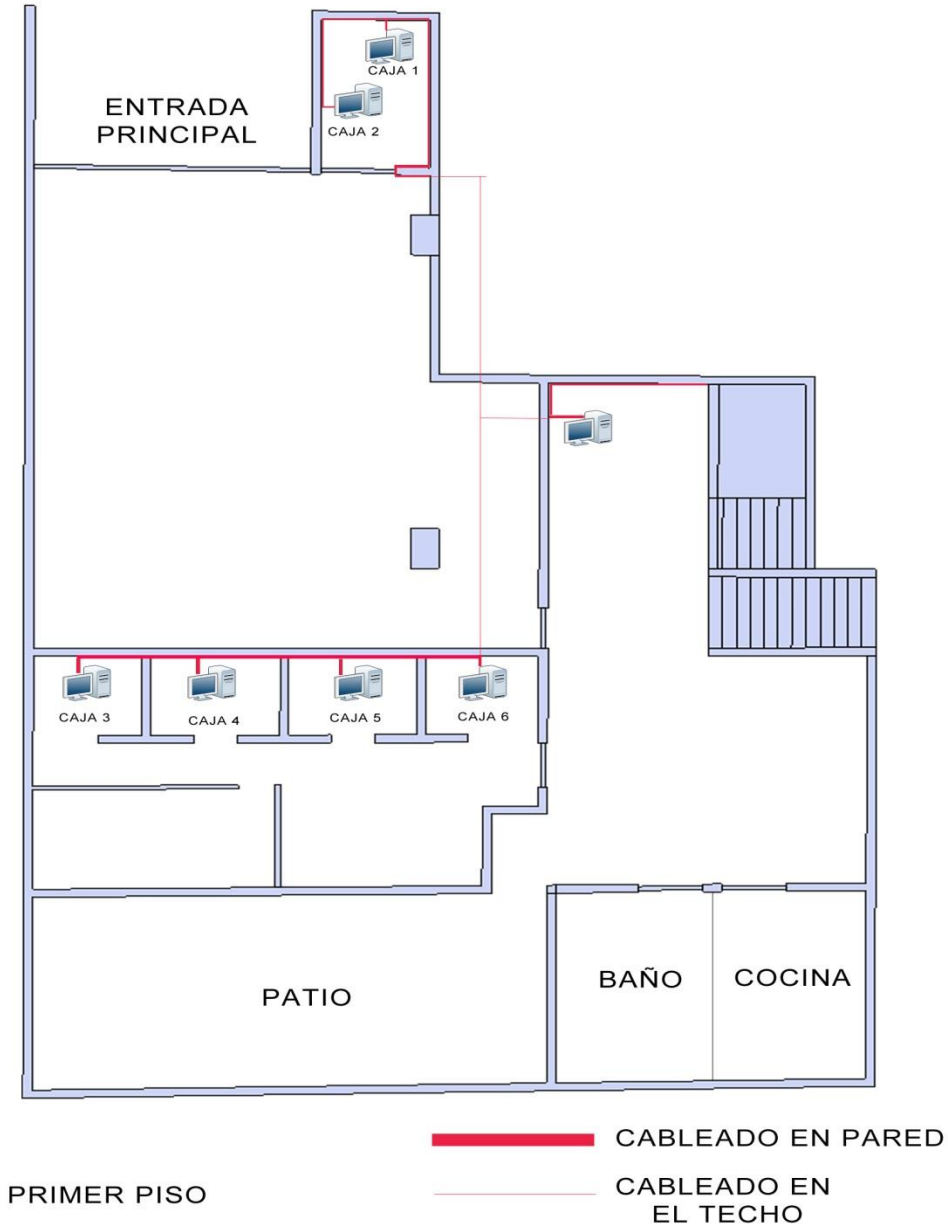 CAJA 1
ENTRADA
PRINCIPAL
CAJA 2
CAJA 3
CAJA 4
CAJA 5
CAJA 6
PATIO
BAÑO
COCINA
CABLEADO EN PARED
PRIMER PISO
CABLEADO EN
EL TECHO